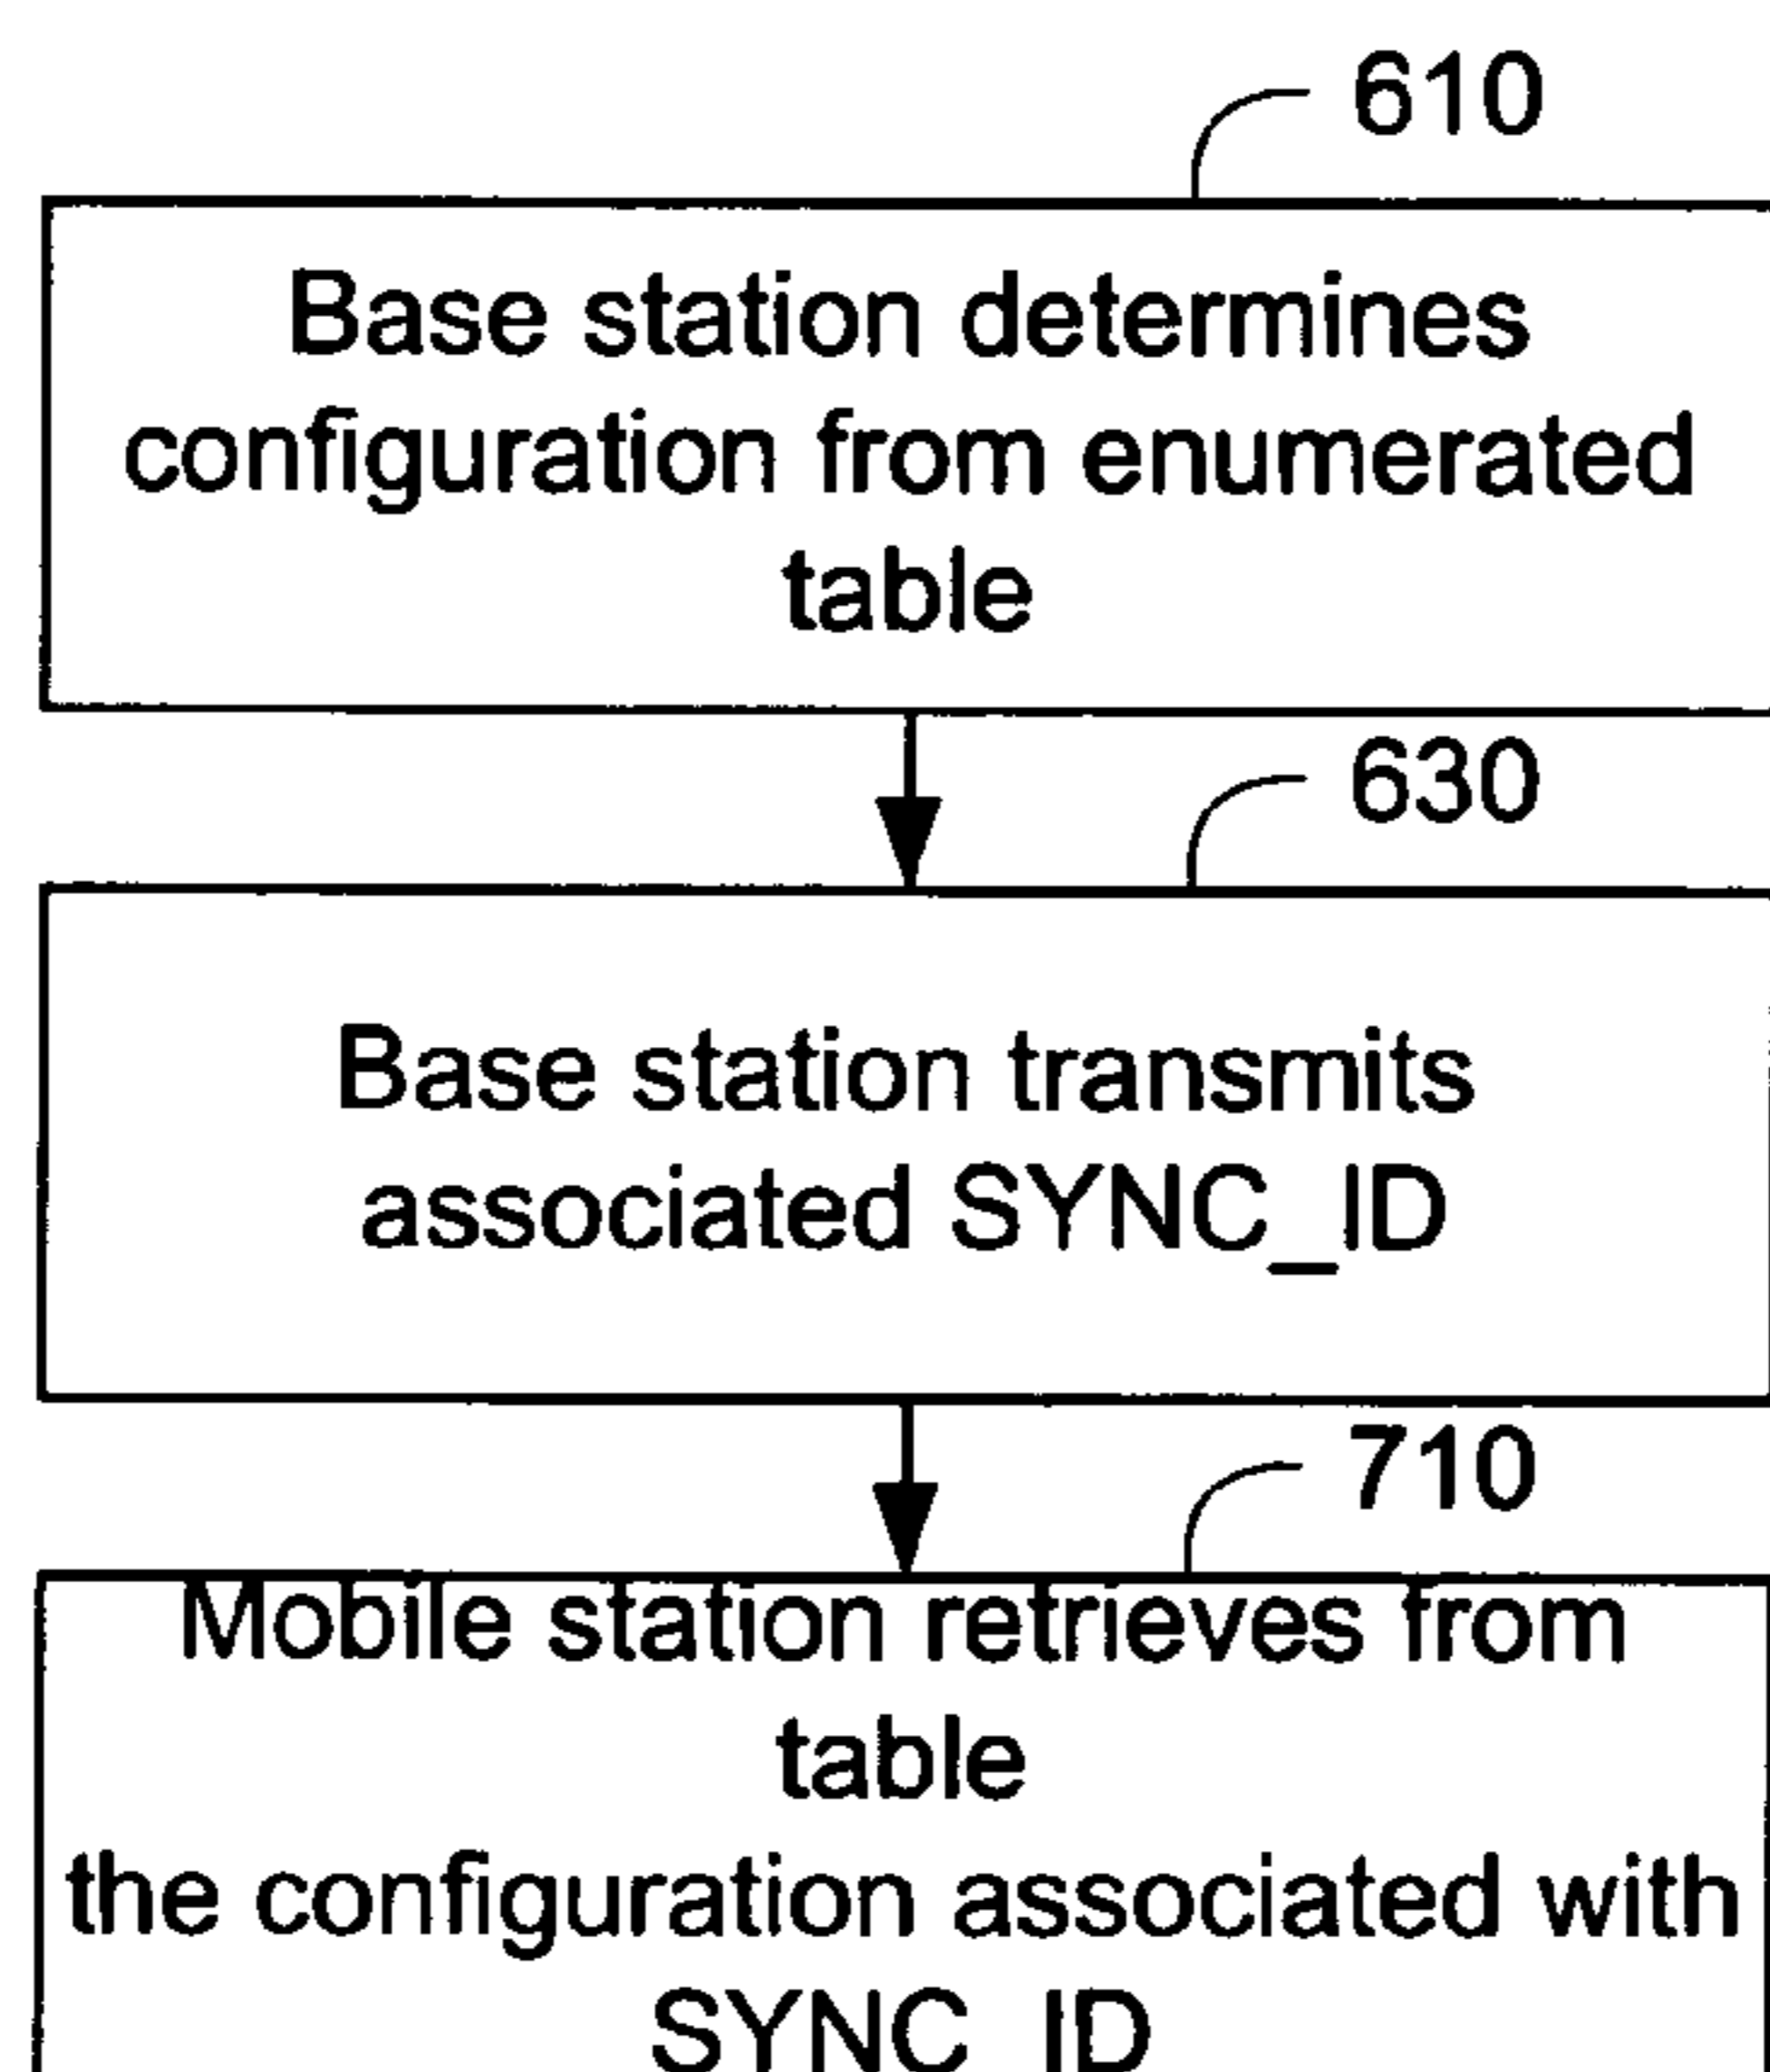 610
Base station determines
configuration from enumerated
table
630
Base station transmits
associated SYNC_ID
710
Mobile station retrieves from
table
the configuration associated with
SYNC_ID